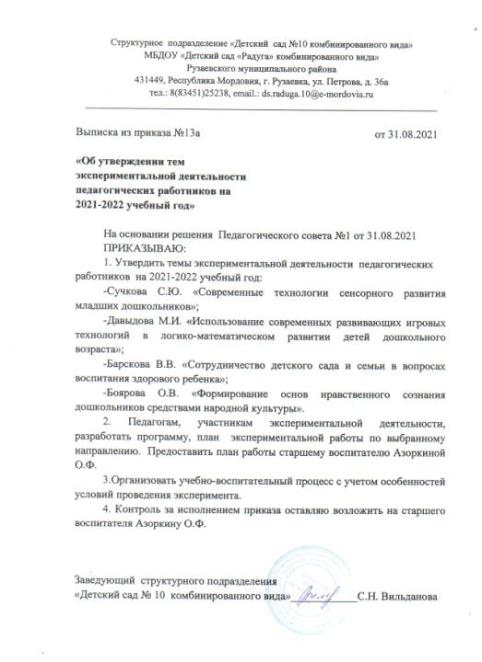 Структурное подразделение «Детский сад №10 комбинированного вида»
МБДОУ «Детский сад «Радуга» комбинированного вида»
Рузаевского муниципального района
431449, Республика Мордовия, г. Рузаевка, ул. Петрова, д. 36а
тел.: 8(83451)25238, email.: ds.raduga.10@e-mordovia.ru
Выписка из приказа №13а от 31.08.2021
«Об утверждении тем
экспериментальной деятельности
педагогических работников на
2021-2022 учебный год»
На основании решения Педагогического совета №1 от 31.08.2021
ПРИКАЗЫВАЮ:
1. Утвердить темы экспериментальной деятельности педагогических
работников на 2021-2022 учебный год:
-Сучкова С.Ю. «Современные технологии сенсорного развития
младших дошкольников»;
-Давыдова М.И. «Использование современных развивающих игровых
технологий в логико-математическом развитии детей дошкольного
возраста»;
-Барскова В.В. «Сотрудничество детского сада и семьи в вопросах
воспитания здорового ребенка»;
-Боярова О.В. «Формирование основ нравственного сознания
дошкольников средствами народной культуры».
2. Педагогам, участникам экспериментальной деятельности,
разработать программу, план экспериментальной работы по выбранному
направлению. Предоставить план работы старшему воспитателю Азоркиной
О.Ф.
3.Организовать учебно-воспитательный процесс с учетом особенностей
условий проведения эксперимента.
4. Контроль за исполнением приказа оставляю возложить на старшего
воспитателя Азоркину О.Ф.
Заведующий структурного подразделения
«Детский сад № 10 комбинированного вида»____________С.Н. Вильданова